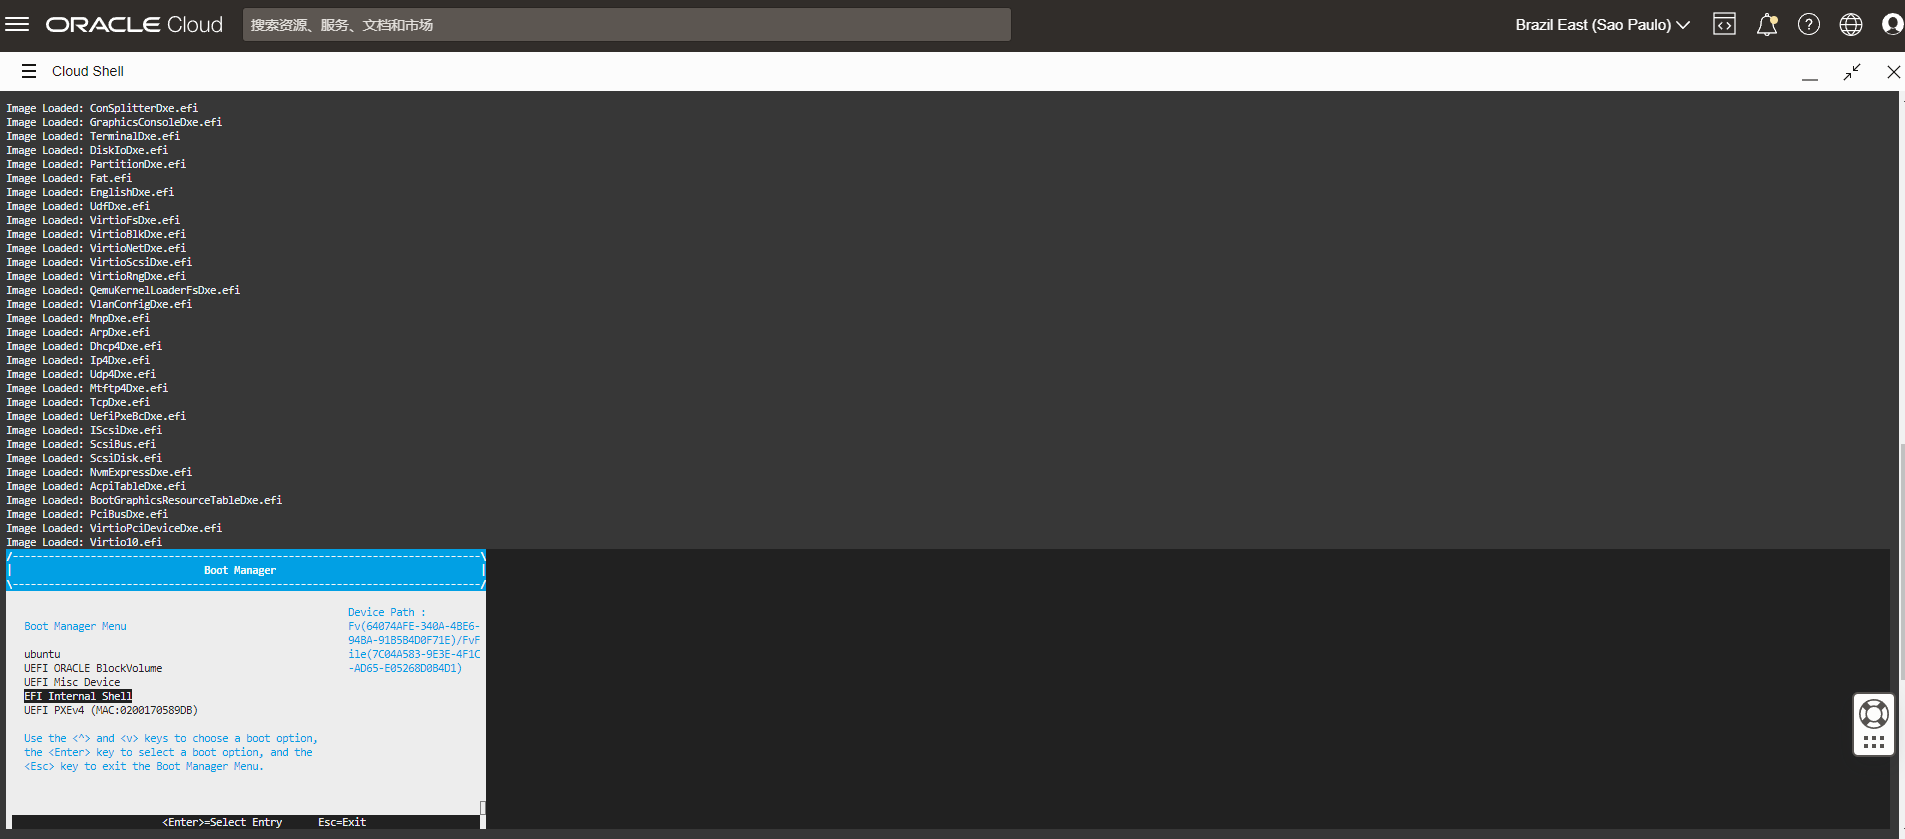 ORACLE Cloud
搜索资源、服务、文档和市场
Brazil East (Sao Paulo)
Cloud Shell
Image Loaded: ConSplitterDxe.efi
Image Loaded: GraphicsConsoleDxe.efi
Image Loaded: TerminalDxe.efi
Image Loaded: DiskIoDxe.efi
Image Loaded: PartitionDxe.efi
Image Loaded: Fat.efi
Image Loaded: EnglishDxe.efi
Image Loaded: UdfDxe.efi
Image Loaded: VirtioFsDxe.efi
Image Loaded: VirtioBlkDxe.efi
Image Loaded: VirtioNetDxe.efi
Image Loaded: VirtioScsiDxe.efi
Image Loaded: VirtioRngDxe.efi
Image Loaded: QemuKernelLoaderFsDxe.efi
Image Loaded: VlanConfigDxe.efi
Image Loaded: MnpDxe.efi
Image Loaded: ArpDxe.efi
Image Loaded: Dhcp4Dxe.efi
Image Loaded: Ip4Dxe.efi
Image Loaded: Udp4Dxe.efi
Image Loaded: Mtftp4Dxe.efi
Image Loaded: TcpDxe.efi
Image Loaded: UefiPxeBcDxe.efi
Image Loaded: IScsiDxe.efi
Image Loaded: ScsiBus.efi
Image Loaded: ScsiDisk.efi
Image Loaded: NvmExpressDxe.efi
Image Loaded: AcpiTableDxe.efi
Image Loaded: BootGraphicsResourceTableDxe.efi
Image Loaded: PciBusDxe.efi
Image Loaded: VirtioPciDeviceDxe.efi
Image Loaded: Virtio10.efi
Boot Manager
Boot Manager Menu
ubuntu
UEFI ORACLE BlockVolume
UEFI Misc Device
EFI Internal Shell
UEFI PXEv4 (MAC:0200170589DB)
Use the <^> and <v> keys to choose a boot option,
the <Enter> key to select a boot option, and the
<Esc> key to exit the Boot Manager Menu.
Device Path :
Fv(64074AFE-340A-4BE6-
94BA-91B5B4D0F71E)/FvF
ile(7C04A583-9E3E-4F1C
-AD65-E05268D0B4D1)
<Enter>=Select Entry Esc=Exit